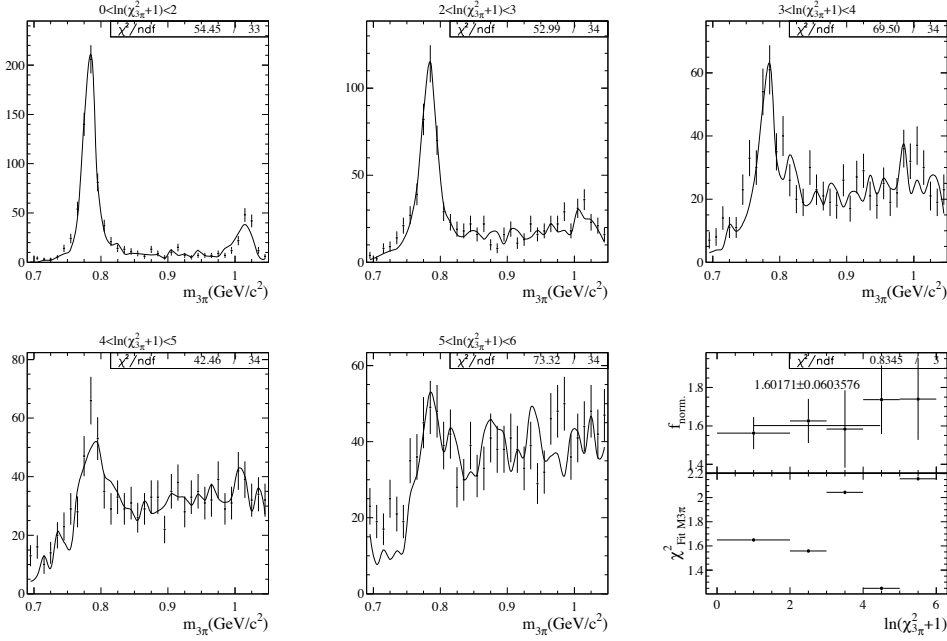 0<ln(χ²3π+1)<2
χ²/ndf 54.45 / 33
200
150
100
50
0
0.7 0.8 0.9 1
m3π(GeV/c²)
2<ln(χ²3π+1)<3
χ²/ndf 52.99 / 34
100
50
0
0.7 0.8 0.9 1
m3π(GeV/c²)
3<ln(χ²3π+1)<4
χ²/ndf 69.50 / 34
60
40
20
0
0.7 0.8 0.9 1
m3π(GeV/c²)
4<ln(χ²3π+1)<5
χ²/ndf 42.46 / 34
80
60
40
20
0
0.7 0.8 0.9 1
m3π(GeV/c²)
5<ln(χ²3π+1)<6
χ²/ndf 73.32 / 34
60
40
20
0
0.7 0.8 0.9 1
m3π(GeV/c²)
χ²/ndf 0.8345 / 3
1.60171±0.0603576
fnorm.
1.8
1.6
1.4
2.2
2
1.8
1.6
1.4
χ²Fit M3π
0 2 4 6
ln(χ²3π+1)